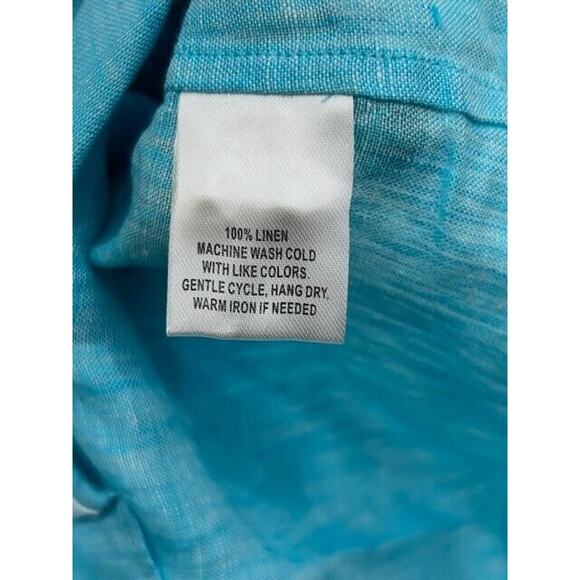 100% LINEN
MACHINE WASH COLD
WITH LIKE COLORS.
GENTLE CYCLE, HANG DRY,
WARM IRON IF NEEDED